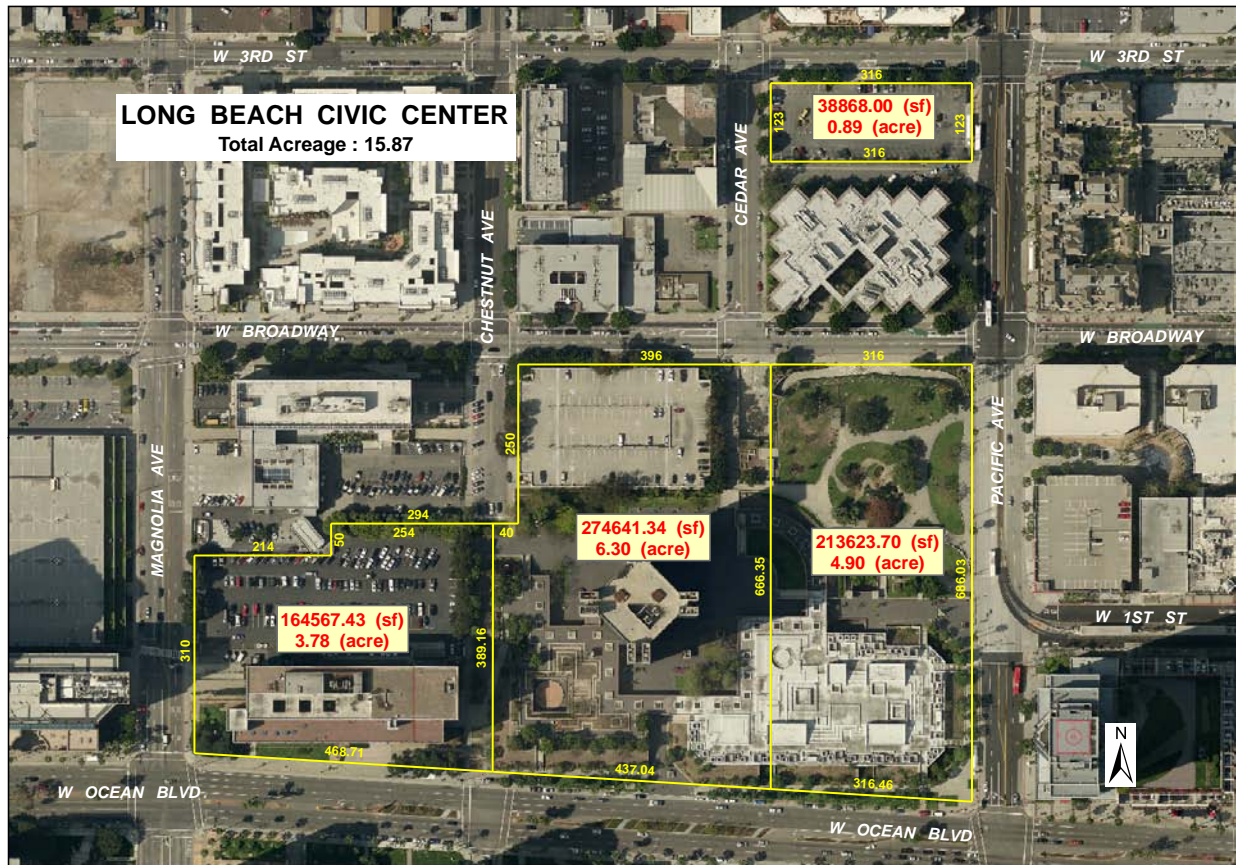 W 3RD ST
W 3RD ST
LONG BEACH CIVIC CENTER
Total Acreage : 15.87
316
38868.00 (sf)
0.89 (acre)
123
123
316
CEDAR AVE
CHESTNUT AVE
W BROADWAY
W BROADWAY
396
316
250
MAGNOLIA AVE
PACIFIC AVE
294
254
40
50
214
274641.34 (sf)
6.30 (acre)
213623.70 (sf)
4.90 (acre)
666.35
686.03
164567.43 (sf)
3.78 (acre)
310
389.16
W 1ST ST
468.71
437.04
316.46
N
W OCEAN BLVD
W OCEAN BLVD